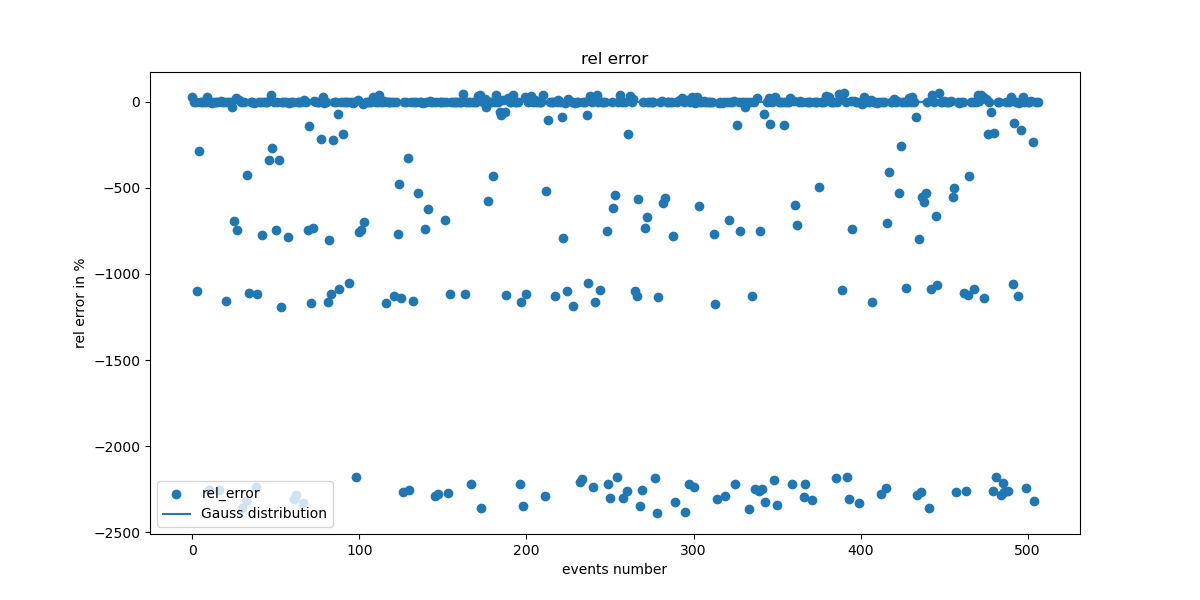 rel error
0
−500
−1000
−1500
−2000
−2500
rel error in %
rel_error
Gauss distribution
0 100 200 300 400 500
events number